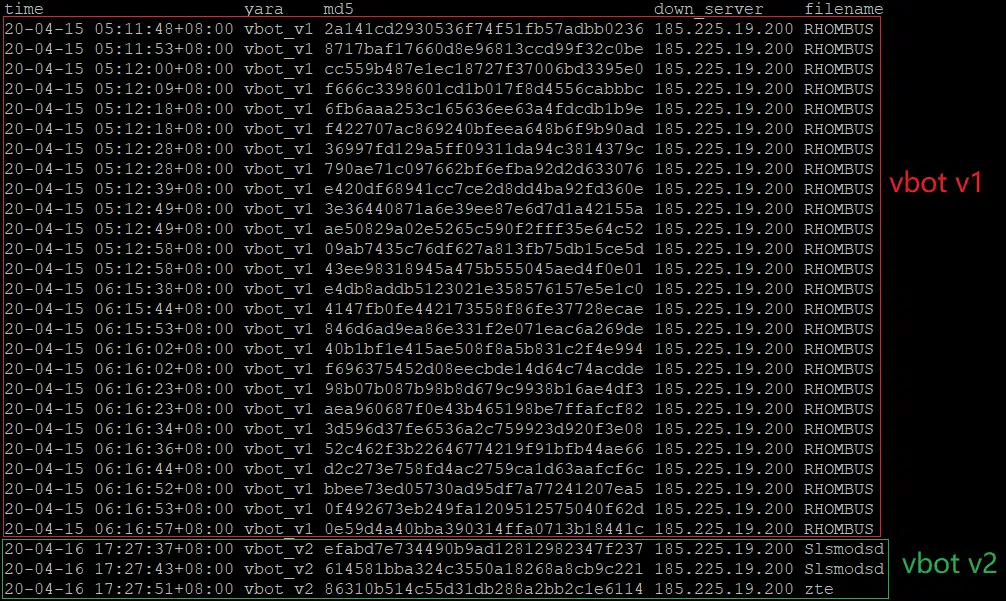 time yara md5 down_server filename
20-04-15 05:11:48+08:00 vbot_v1 2a141cd2930536f74f51fb57adbb0236 185.225.19.200 RHOMBUS
20-04-15 05:11:53+08:00 vbot_v1 8717baf17660d8e96813ccd99f32c0be 185.225.19.200 RHOMBUS
20-04-15 05:12:00+08:00 vbot_v1 cc559b487e1ec18727f37006bd3395e0 185.225.19.200 RHOMBUS
20-04-15 05:12:09+08:00 vbot_v1 f666c3398601cd1b017f8d4556cabbbc 185.225.19.200 RHOMBUS
20-04-15 05:12:18+08:00 vbot_v1 6fb6aaa253c165636ee63a4fdcdb1b9e 185.225.19.200 RHOMBUS
20-04-15 05:12:18+08:00 vbot_v1 f422707ac869240bfeea648b6f9b90ad 185.225.19.200 RHOMBUS
20-04-15 05:12:28+08:00 vbot_v1 36997fd129a5ff09311da94c3814379c 185.225.19.200 RHOMBUS
20-04-15 05:12:28+08:00 vbot_v1 790ae71c097662bf6efba92d2d633076 185.225.19.200 RHOMBUS
20-04-15 05:12:39+08:00 vbot_v1 e420df68941cc7ce2d8dd4ba92fd360e 185.225.19.200 RHOMBUS
20-04-15 05:12:49+08:00 vbot_v1 3e36440871a6e39ee87e6d7d1a42155a 185.225.19.200 RHOMBUS
20-04-15 05:12:49+08:00 vbot_v1 ae50829a02e5265c590f2fff35e64c52 185.225.19.200 RHOMBUS
20-04-15 05:12:58+08:00 vbot_v1 09ab7435c76df627a813fb75db15ce5d 185.225.19.200 RHOMBUS
20-04-15 05:12:58+08:00 vbot_v1 43ee98318945a475b555045aed4f0e01 185.225.19.200 RHOMBUS
20-04-15 06:15:38+08:00 vbot_v1 e4db8addb5123021e358576157e5e1c0 185.225.19.200 RHOMBUS
20-04-15 06:15:44+08:00 vbot_v1 4147fb0fe442173558f86fe37728ecae 185.225.19.200 RHOMBUS
20-04-15 06:15:53+08:00 vbot_v1 846d6ad9ea86e331f2e071eac6a269de 185.225.19.200 RHOMBUS
20-04-15 06:16:02+08:00 vbot_v1 40b1bf1e415ae508f8a5b831c2f4e994 185.225.19.200 RHOMBUS
20-04-15 06:16:02+08:00 vbot_v1 f696375452d08eecbde14d64c74acdde 185.225.19.200 RHOMBUS
20-04-15 06:16:23+08:00 vbot_v1 98b07b087b98b8d679c9938b16ae4df3 185.225.19.200 RHOMBUS
20-04-15 06:16:23+08:00 vbot_v1 aea960687f0e43b465198be7ffafcf82 185.225.19.200 RHOMBUS
20-04-15 06:16:34+08:00 vbot_v1 3d596d37fe6536a2c759923d920f3e08 185.225.19.200 RHOMBUS
20-04-15 06:16:36+08:00 vbot_v1 52c462f3b22646774219f91bfb44ae66 185.225.19.200 RHOMBUS
20-04-15 06:16:44+08:00 vbot_v1 d2c273e758fd4ac2759ca1d63aafcf6c 185.225.19.200 RHOMBUS
20-04-15 06:16:52+08:00 vbot_v1 bbee73ed05730ad95df7a77241207ea5 185.225.19.200 RHOMBUS
20-04-15 06:16:53+08:00 vbot_v1 0f492673eb249fa1209512575040f62d 185.225.19.200 RHOMBUS
20-04-15 06:16:57+08:00 vbot_v1 0e59d4a40bba390314ffa0713b18441c 185.225.19.200 RHOMBUS
vbot v1
20-04-16 17:27:37+08:00 vbot_v2 efabd7e734490b9ad12812982347f237 185.225.19.200 Slsmodsd
20-04-16 17:27:43+08:00 vbot_v2 614581bba324c3550a18268a8cb9c221 185.225.19.200 Slsmodsd
20-04-16 17:27:51+08:00 vbot_v2 86310b514c55d31db288a2bb2c1e6114 185.225.19.200 zte
vbot v2